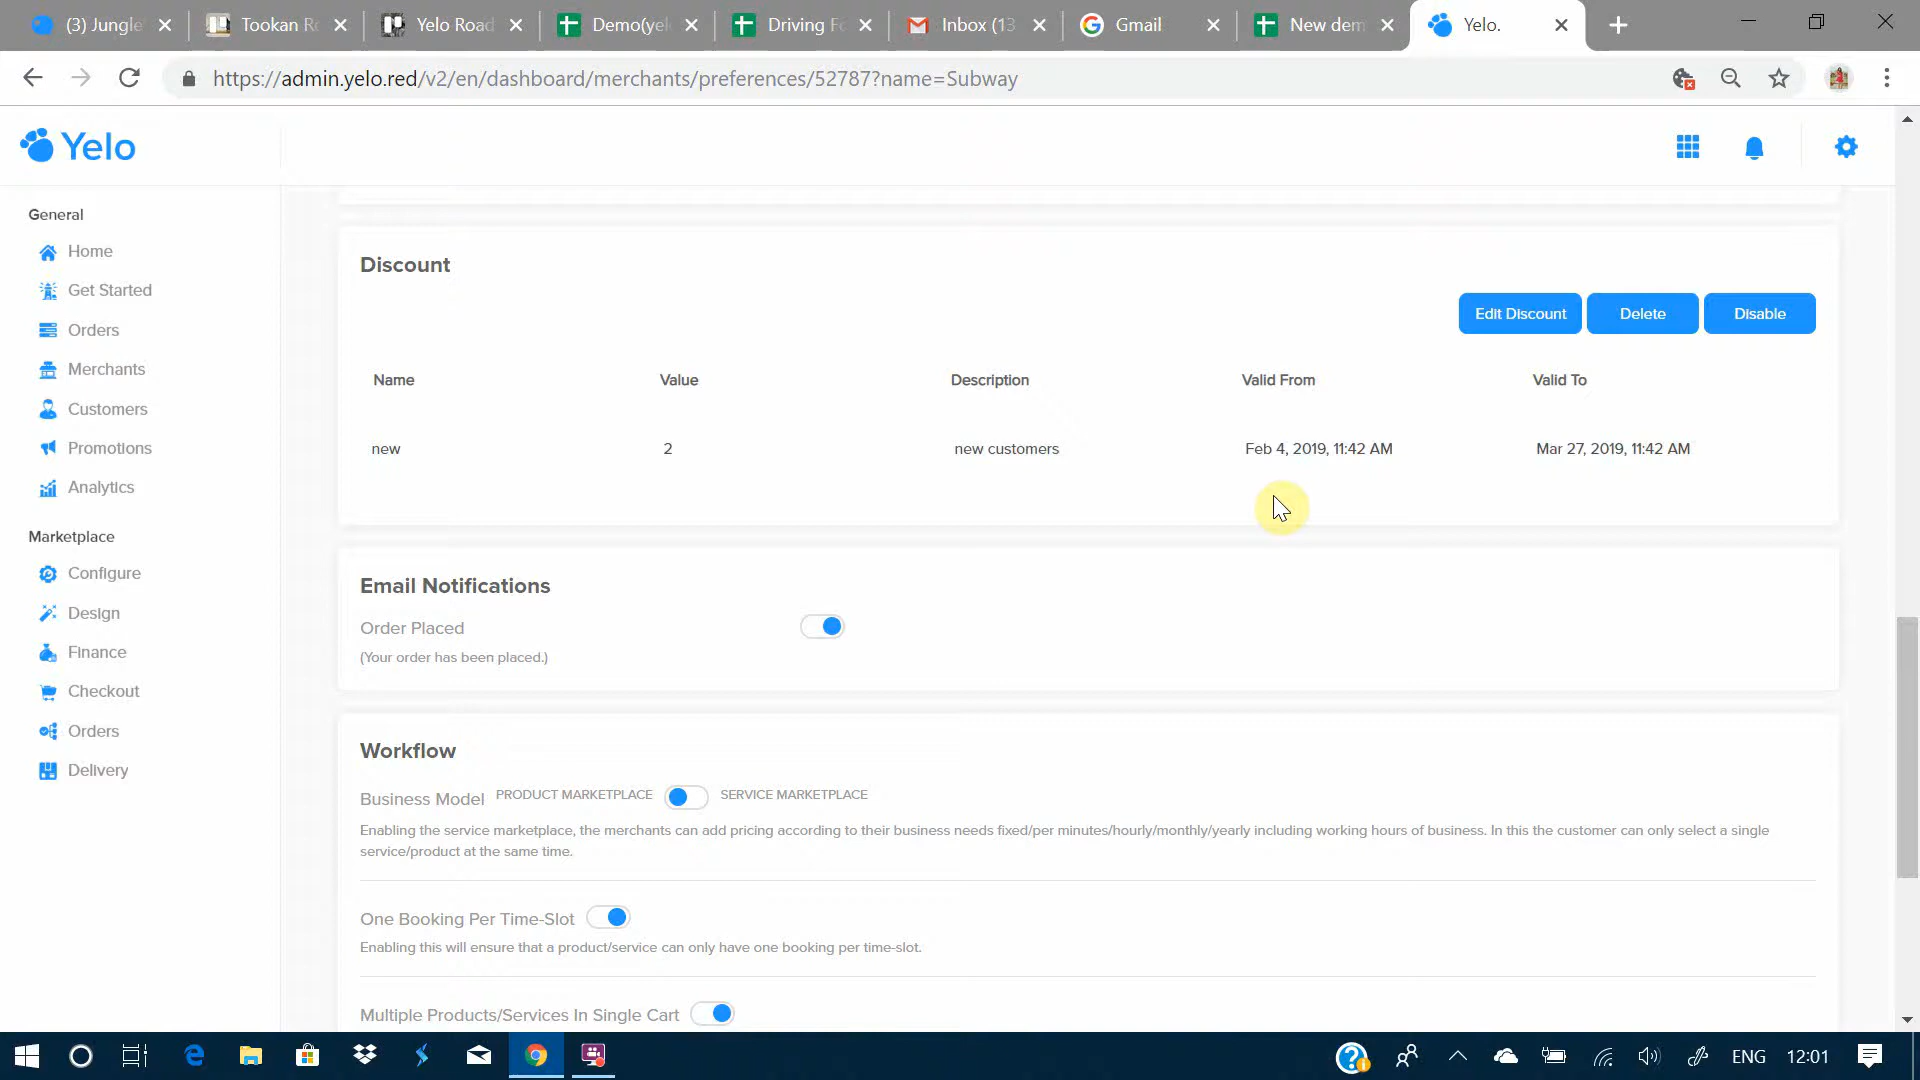 (3) Jungle
Tookan Ro
Yelo Road
Demo(yel
Driving Fo
Inbox (13
Gmail
New dem
Yelo.
https://admin.yelo.red/v2/en/dashboard/merchants/preferences/52787?name=Subway
Yelo
General
Home
Get Started
Orders
Merchants
Customers
Promotions
Analytics
Marketplace
Configure
Design
Finance
Checkout
Orders
Delivery
Discount
Edit Discount Delete Disable
Name Value Description Valid From Valid To
new 2 new customers Feb 4, 2019, 11:42 AM Mar 27, 2019, 11:42 AM
Email Notifications
Order Placed
(Your order has been placed.)
Workflow
Business Model PRODUCT MARKETPLACE SERVICE MARKETPLACE
Enabling the service marketplace, the merchants can add pricing according to their business needs fixed/per minutes/hourly/monthly/yearly including working hours of business. In this the customer can only select a single
service/product at the same time.
One Booking Per Time-Slot
Enabling this will ensure that a product/service can only have one booking per time-slot.
Multiple Products/Services In Single Cart
ENG 12:01